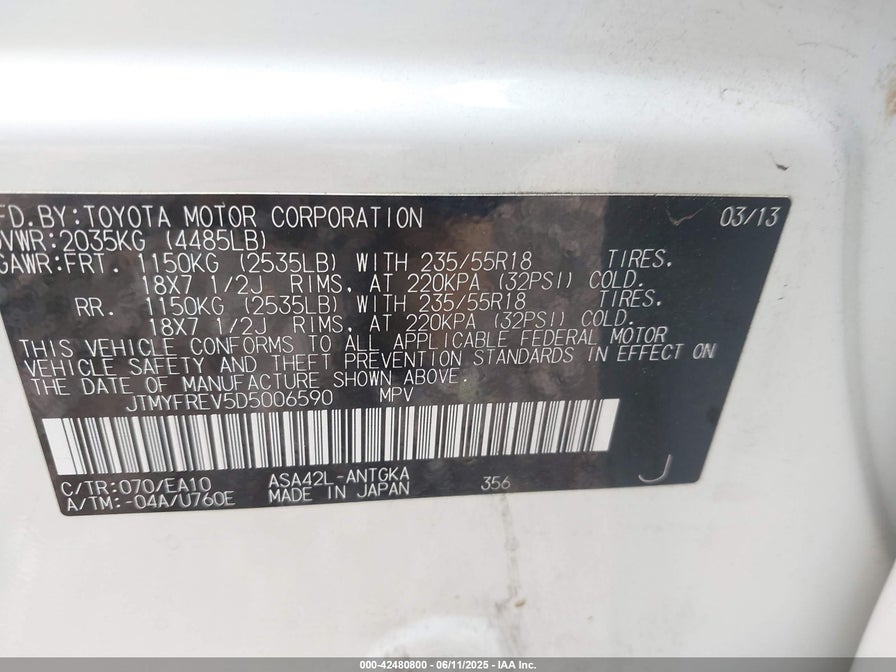 FD.BY:TOYOTA MOTOR CORPORATION 03/13
VWR:2035KG (4485LB)
GAWR:FRT. 1150KG (2535LB) WITH 235/55R18 TIRES.
18X7 1/2J RIMS, AT 220KPA (32PSI) COLD.
RR. 1150KG (2535LB) WITH 235/55R18 TIRES.
18X7 1/2J RIMS, AT 220KPA (32PSI) COLD.
THIS VEHICLE CONFORMS TO ALL APPLICABLE FEDERAL MOTOR
VEHICLE SAFETY AND THEFT PREVENTION STANDARDS IN EFFECT ON
THE DATE OF MANUFACTURE SHOWN ABOVE.
JTMYFREV5D5006590 MPV
C/TR:070/EA10 ASA42L-ANTGKA 356 J
A/TM:-04A/U760E MADE IN JAPAN
000-42480800 - 06/11/2025 - IAA Inc.